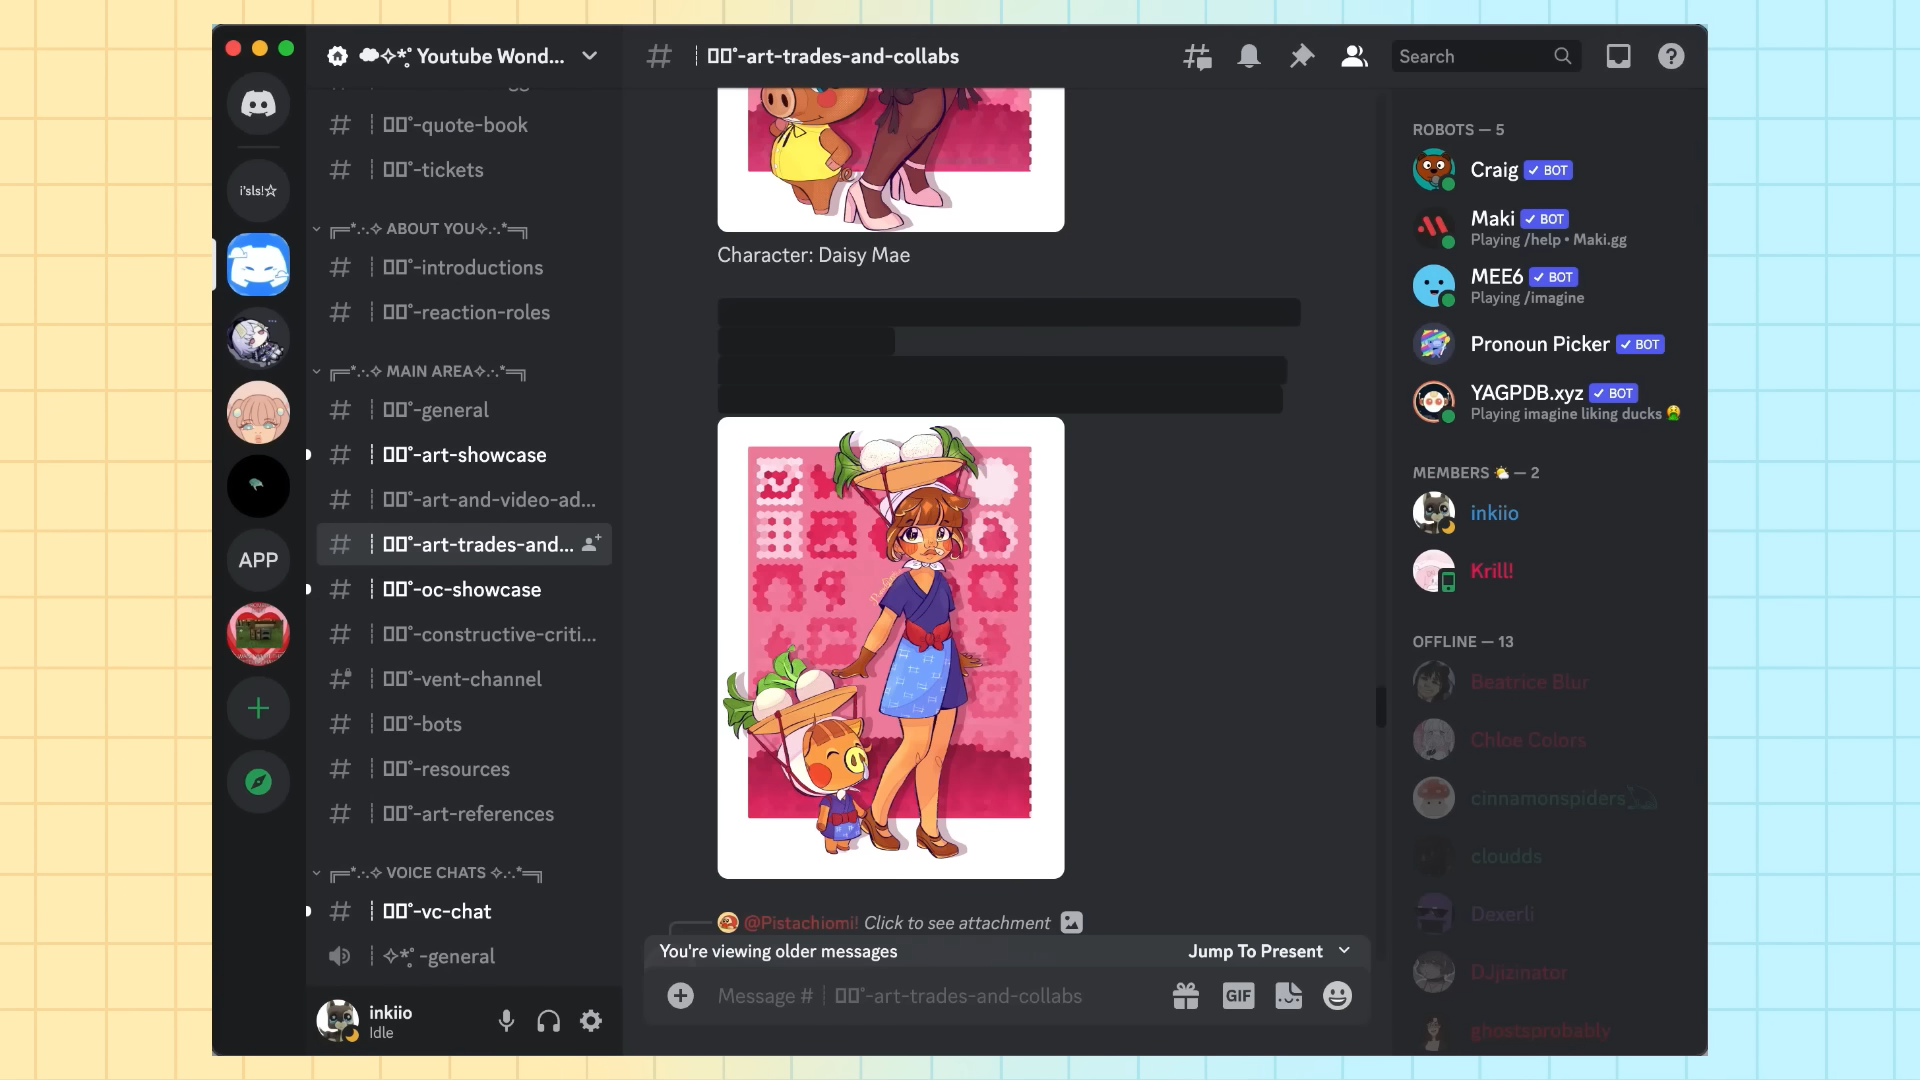 Youtube Wond...
-art-trades-and-collabs
Search
i'sls!☆
APP
-quote-book
-tickets
ABOUT YOU
-introductions
-reaction-roles
MAIN AREA
-general
-art-showcase
-art-and-video-ad...
-art-trades-and...
-oc-showcase
-constructive-criti...
-vent-channel
-bots
-resources
-art-references
VOICE CHATS
-vc-chat
-general
inkiio
Idle
Character: Daisy Mae
@Pistachiomi! Click to see attachment
You're viewing older messages
Jump To Present
Message # -art-trades-and-collabs
GIF
ROBOTS — 5
Craig ✓ BOT
Maki ✓ BOT
Playing /help • Maki.gg
MEE6 ✓ BOT
Playing /imagine
Pronoun Picker ✓ BOT
YAGPDB.xyz ✓ BOT
Playing imagine liking ducks
MEMBERS — 2
inkiio
Krill!
OFFLINE — 13
Beatrice Blur
Chloe Colors
cinnamonspiders
cloudds
Dexerli
DJjizinator
ghostsprobably